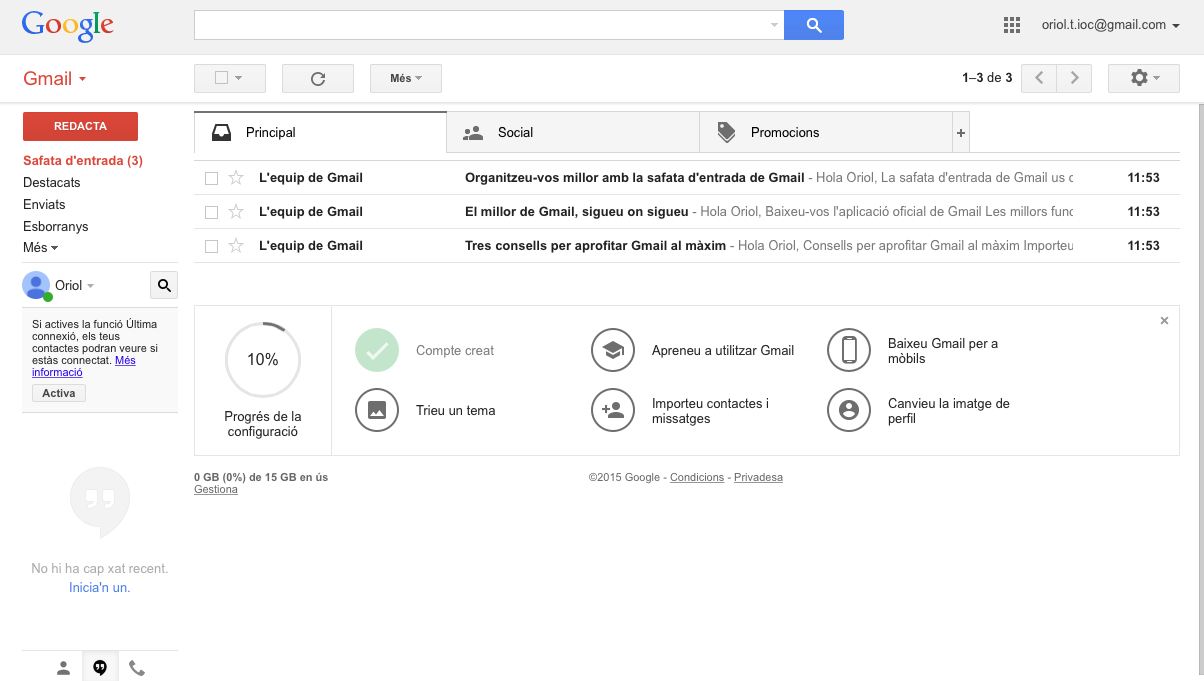 Google
oriol.t.ioc@gmail.com
Gmail
Més
1–3 de 3
REDACTA
Safata d'entrada (3)
Destacats
Enviats
Esborranys
Més
Oriol
Si actives la funció Última
connexió, els teus
contactes podran veure si
estàs connectat. Més
informació
Activa
No hi ha cap xat recent.
Inicia'n un.
Principal
Social
Promocions
+
L'equip de Gmail
Organitzeu-vos millor amb la safata d'entrada de Gmail - Hola Oriol, La safata d'entrada de Gmail us
11:53
L'equip de Gmail
El millor de Gmail, sigueu on sigueu - Hola Oriol, Baixeu-vos l'aplicació oficial de Gmail Les millors func
11:53
L'equip de Gmail
Tres consells per aprofitar Gmail al màxim - Hola Oriol, Consells per aprofitar Gmail al màxim Importeu
11:53
10%
Progrés de la
configuració
Compte creat
Apreneu a utilitzar Gmail
Baixeu Gmail per a
mòbils
Trieu un tema
Importeu contactes i
missatges
Canvieu la imatge de
perfil
0 GB (0%) de 15 GB en ús
Gestiona
©2015 Google - Condicions - Privadesa